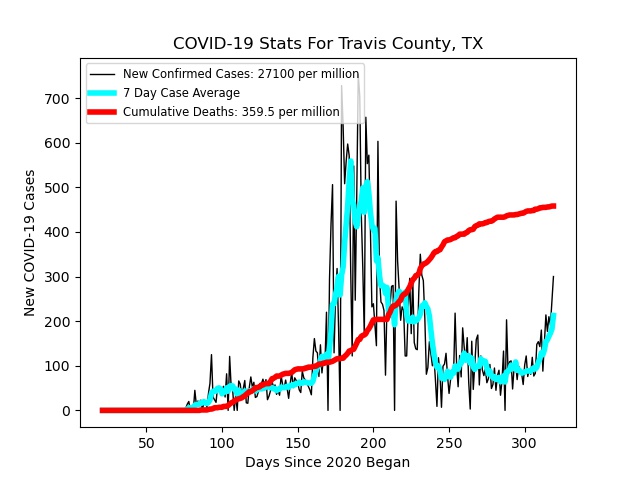 COVID-19 Stats For Travis County, TX
New Confirmed Cases: 27100 per million
7 Day Case Average
Cumulative Deaths: 359.5 per million
New COVID-19 Cases
700
600
500
400
300
200
100
0
50
100
150
200
250
300
Days Since 2020 Began